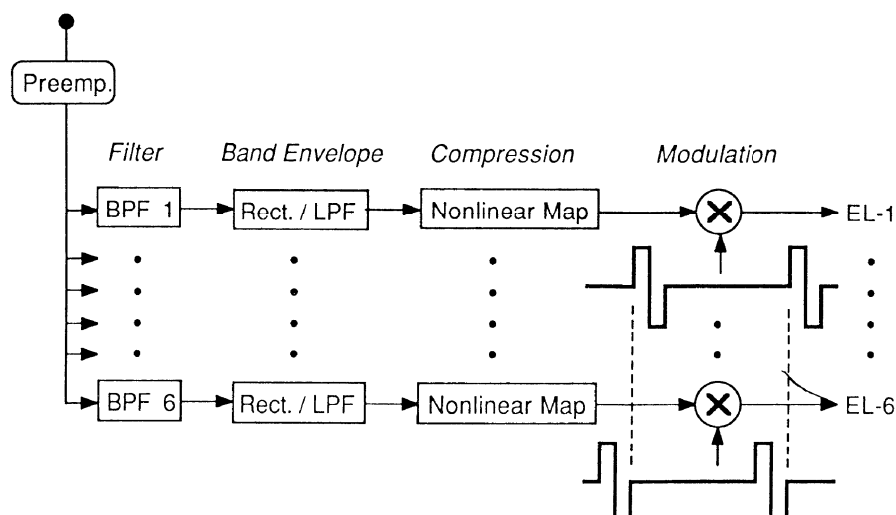 Preemp.
Filter Band Envelope Compression Modulation
BPF 1 Rect. / LPF Nonlinear Map EL-1
BPF 6 Rect. / LPF Nonlinear Map EL-6